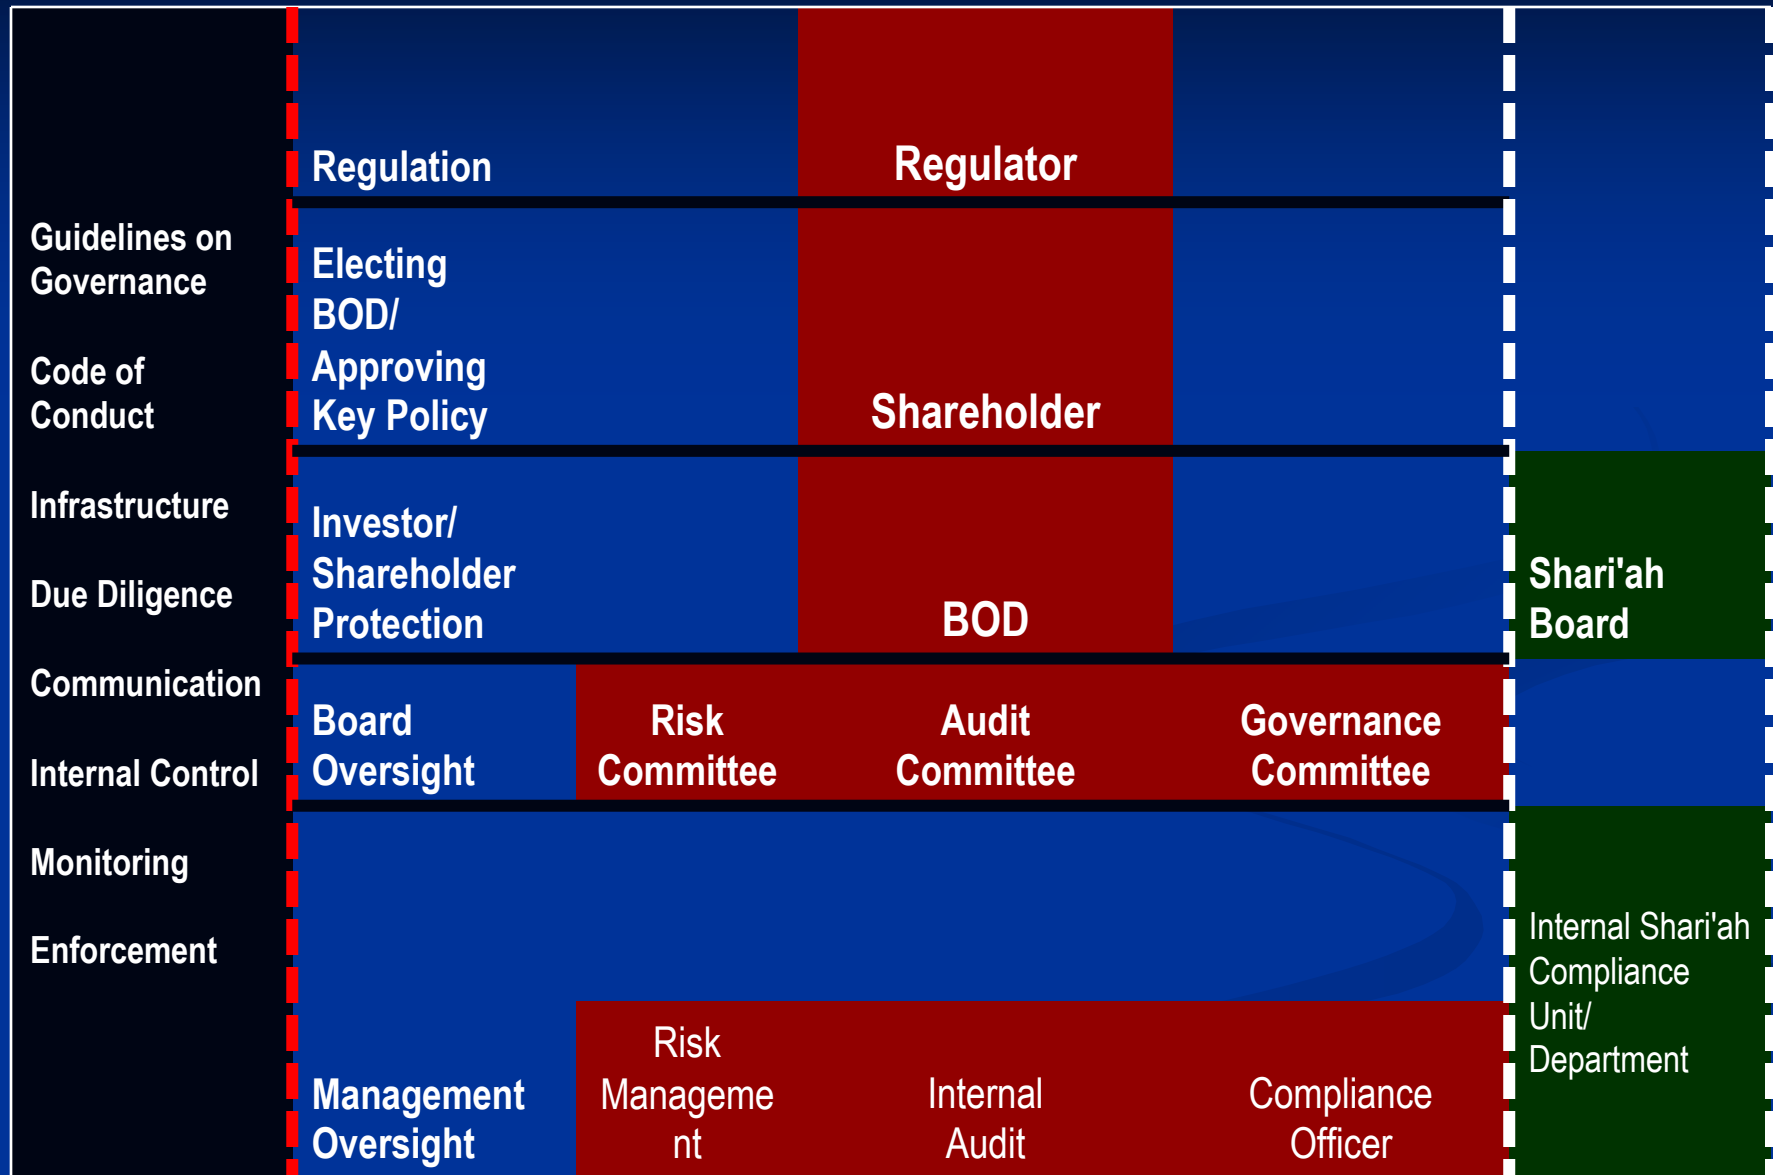 Guidelines on
Governance
Code of
Conduct
Infrastructure
Due Diligence
Communication
Internal Control
Monitoring
Enforcement
Regulation
Regulator
Electing
BOD/
Approving
Key Policy
Shareholder
Investor/
Shareholder
Protection
BOD
Shari'ah
Board
Board
Oversight
Risk
Committee
Audit
Committee
Governance
Committee
Management
Oversight
Risk
Manageme
nt
Internal
Audit
Compliance
Officer
Internal Shari'ah
Compliance
Unit/
Department